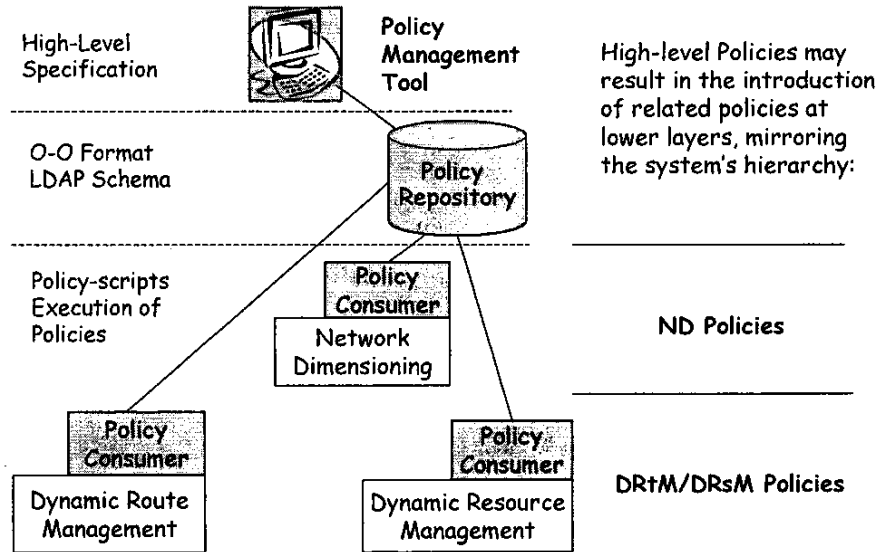 High-Level
Specification
Policy
Management
Tool
High-level Policies may
result in the introduction
of related policies at
lower layers, mirroring
the system's hierarchy:
O-O Format
LDAP Schema
Policy
Repository
Policy-scripts
Execution of
Policies
Policy
Consumer
Network
Dimensioning
ND Policies
Policy
Consumer
Dynamic Route
Management
Policy
Consumer
Dynamic Resource
Management
DRtM/DRsM Policies